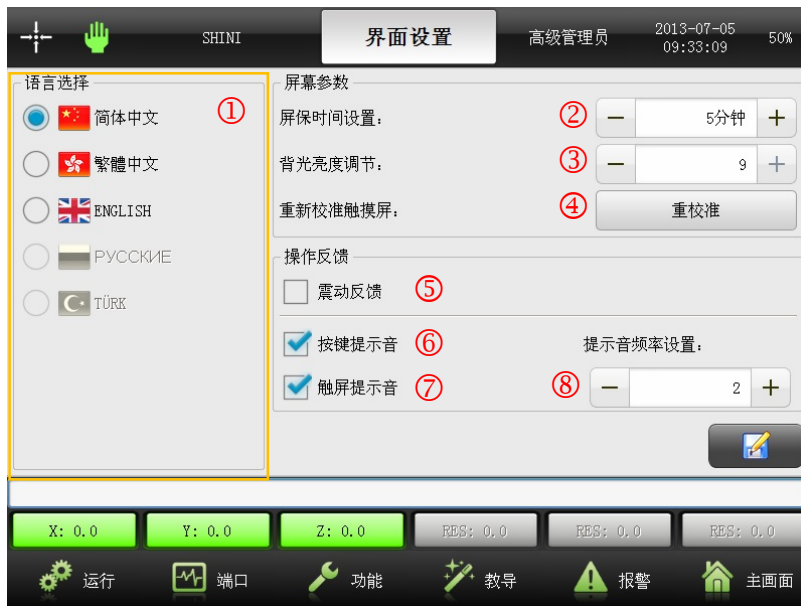 SHINI 界面设置 高级管理员 2013-07-05 09:33:09 50%
语言选择
① 简体中文
繁體中文
ENGLISH
РУССКИЕ
TÜRK
屏幕参数
屏保时间设置: ② − 5分钟 +
背光亮度调节: ③ − 9 +
重新校准触摸屏: ④ 重校准
操作反馈
震动反馈 ⑤
按键提示音 ⑥ 提示音频率设置:
触屏提示音 ⑦ ⑧ − 2 +
X: 0.0 Y: 0.0 Z: 0.0 RES: 0.0 RES: 0.0 RES: 0.0
运行 端口 功能 教导 报警 主画面